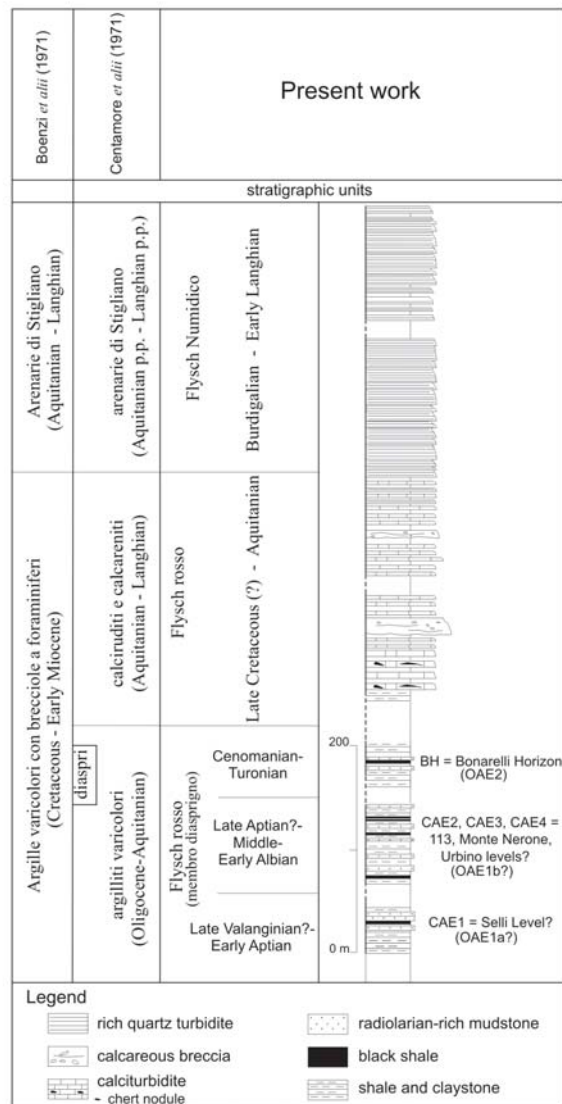 Boenzi et alii (1971)
Centamore et alii (1971)
Present work
stratigraphic units
Arenarie di Stigliano
(Aquitanian - Langhian)
arenarie di Stigliano
(Aquitanian p.p. - Langhian p.p.)
Flysch Numidico
Burdigalian - Early Langhian
Argille varicolori con brecciole a foraminiferi
(Cretaceous - Early Miocene)
calciruditi e calcareniti
(Aquitanian - Langhian)
Flysch rosso
Late Cretaceous (?) - Aquitanian
diaspri
argilliti varicolori
(Oligocene-Aquitanian)
Flysch rosso
(membro diasprigno)
Cenomanian-
Turonian
Late Aptian?-
Middle-
Early Albian
Late Valanginian?-
Early Aptian
200
0 m
BH = Bonarelli Horizon
(OAE2)
CAE2, CAE3, CAE4 =
113, Monte Nerone,
Urbino levels?
(OAE1b?)
CAE1 = Selli Level?
(OAE1a?)
Legend
rich quartz turbidite
calcareous breccia
calciturbidite
chert nodule
radiolarian-rich mudstone
black shale
shale and claystone